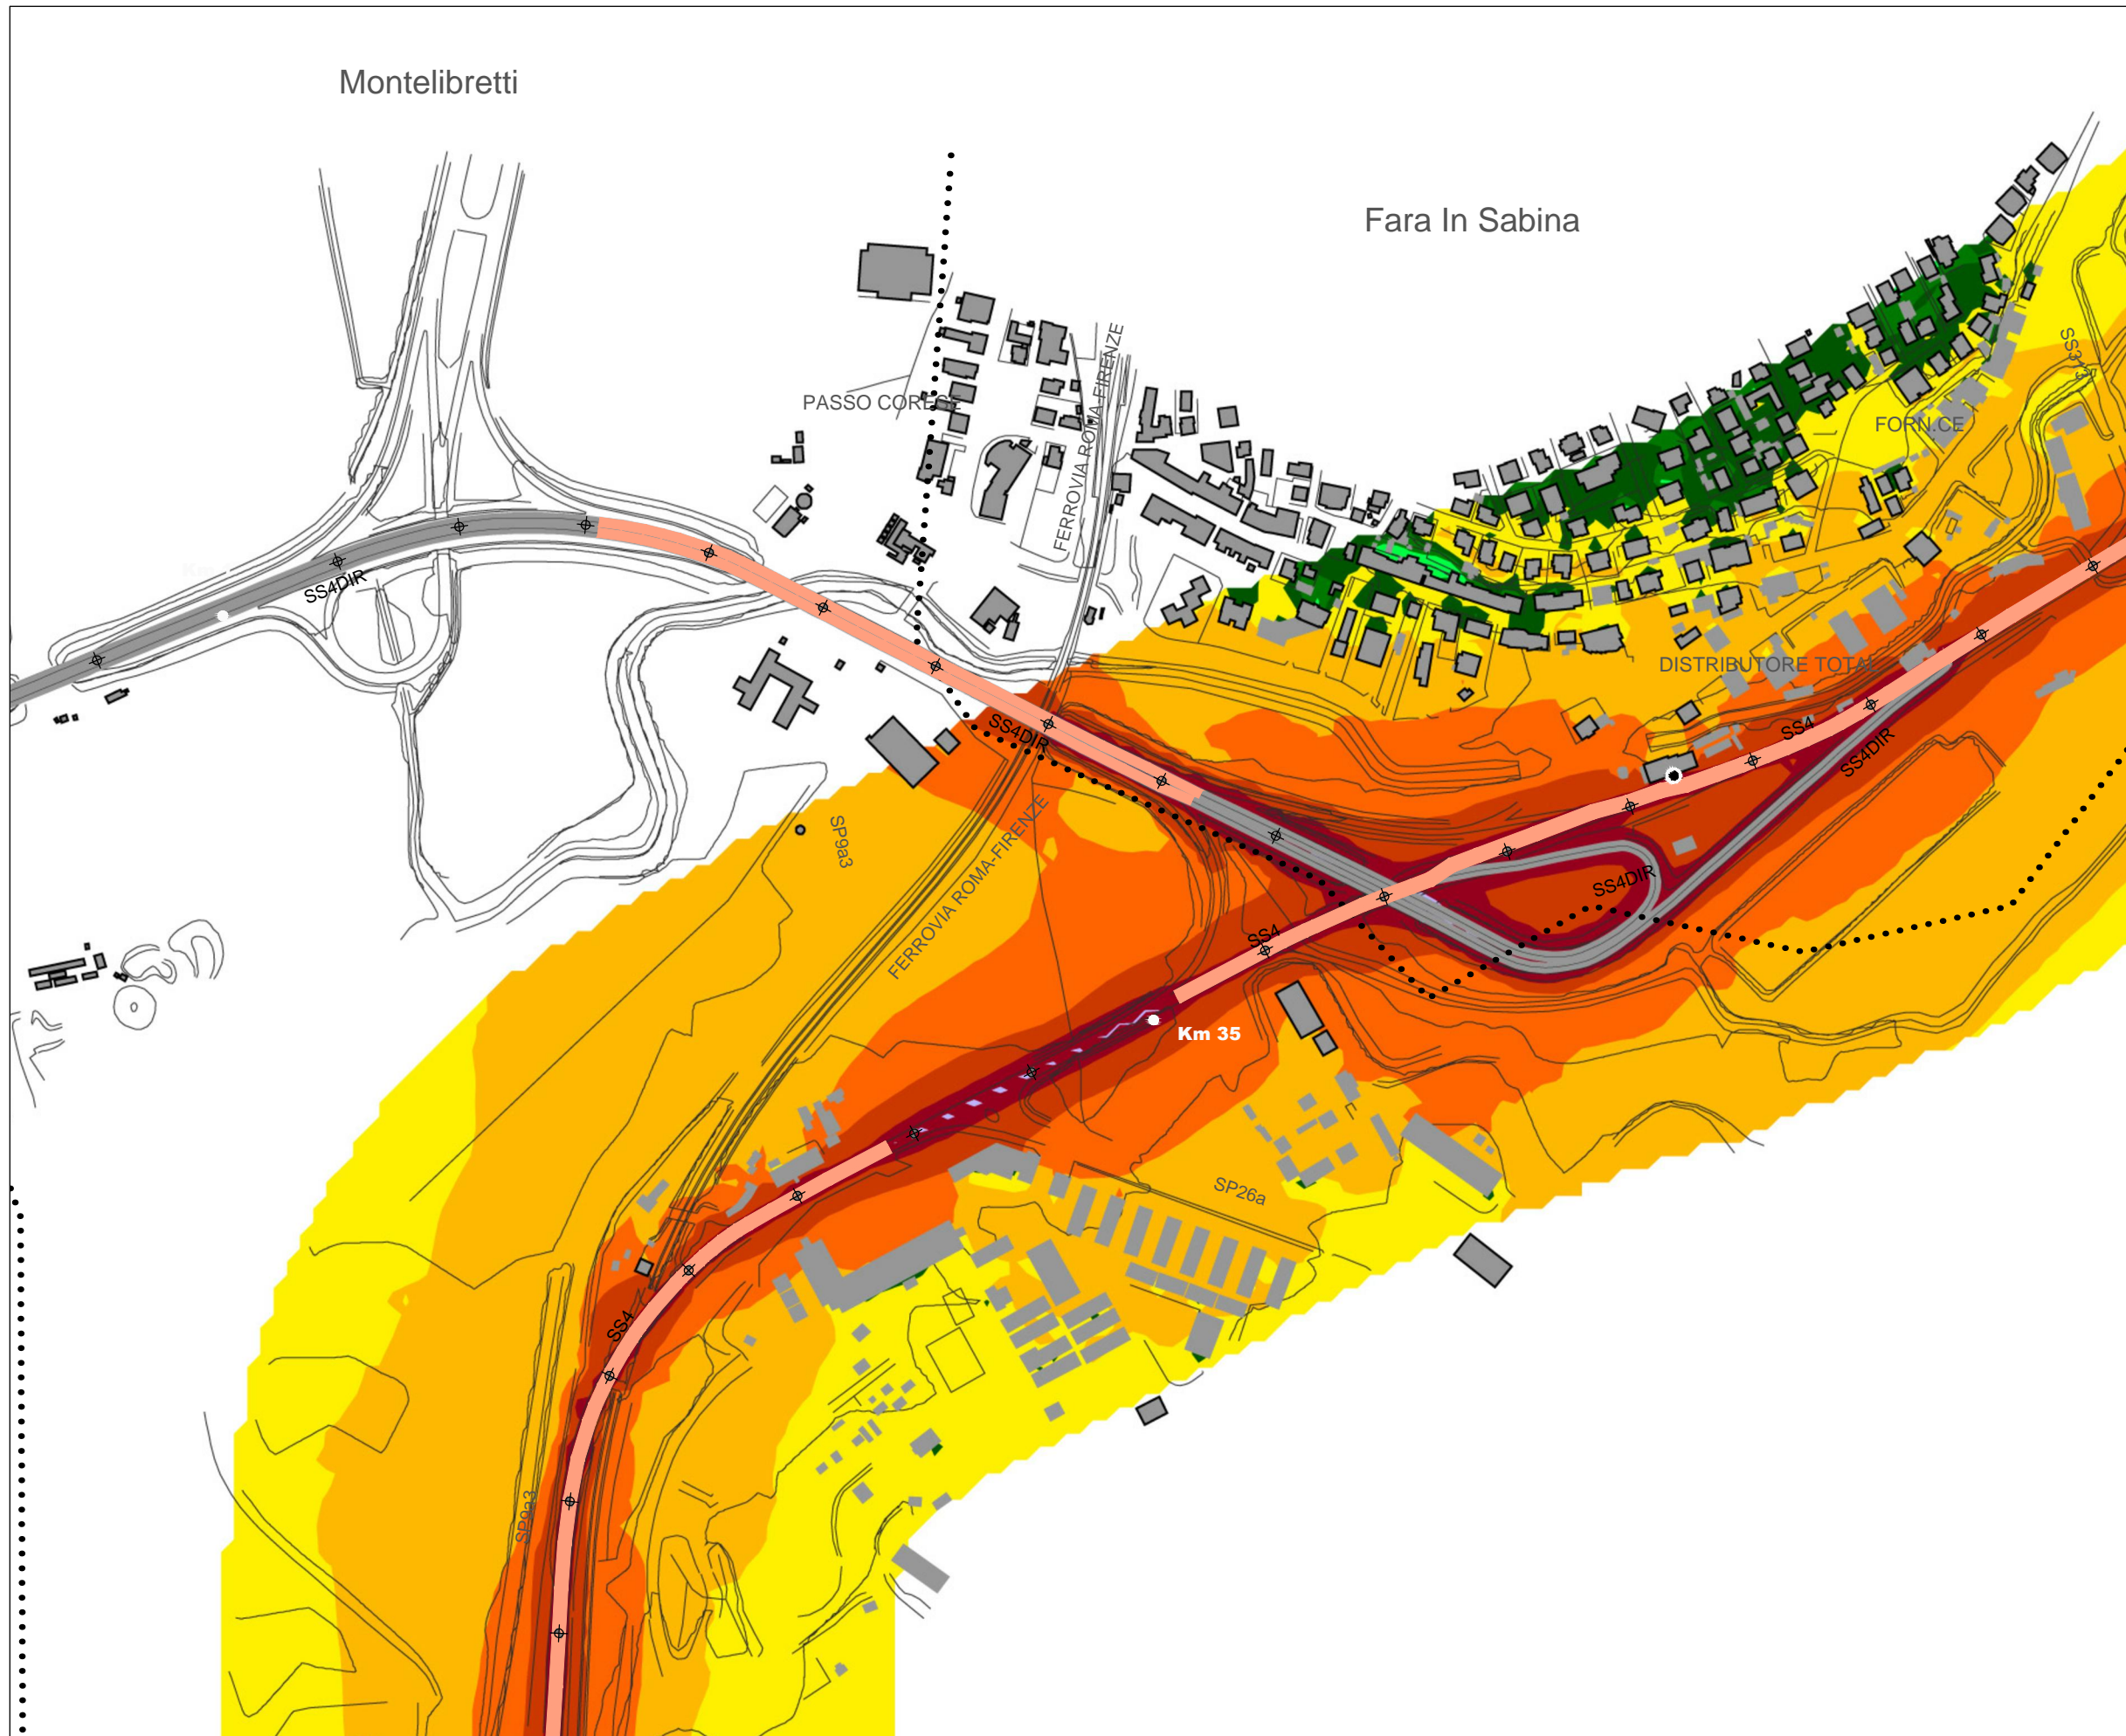 Montelibretti
Fara In Sabina
SS313
PASSO CORESE
FERROVIA ROMA-FIRENZE
FORN.CE
SS4DIR
DISTRIBUTORE TOTAL
SS4DIR
SS4
SS4DIR
SP9a3
FERROVIA ROMA-FIRENZE
SS4DIR
SS4
Km 35
SP26a
SS4
SP9a3